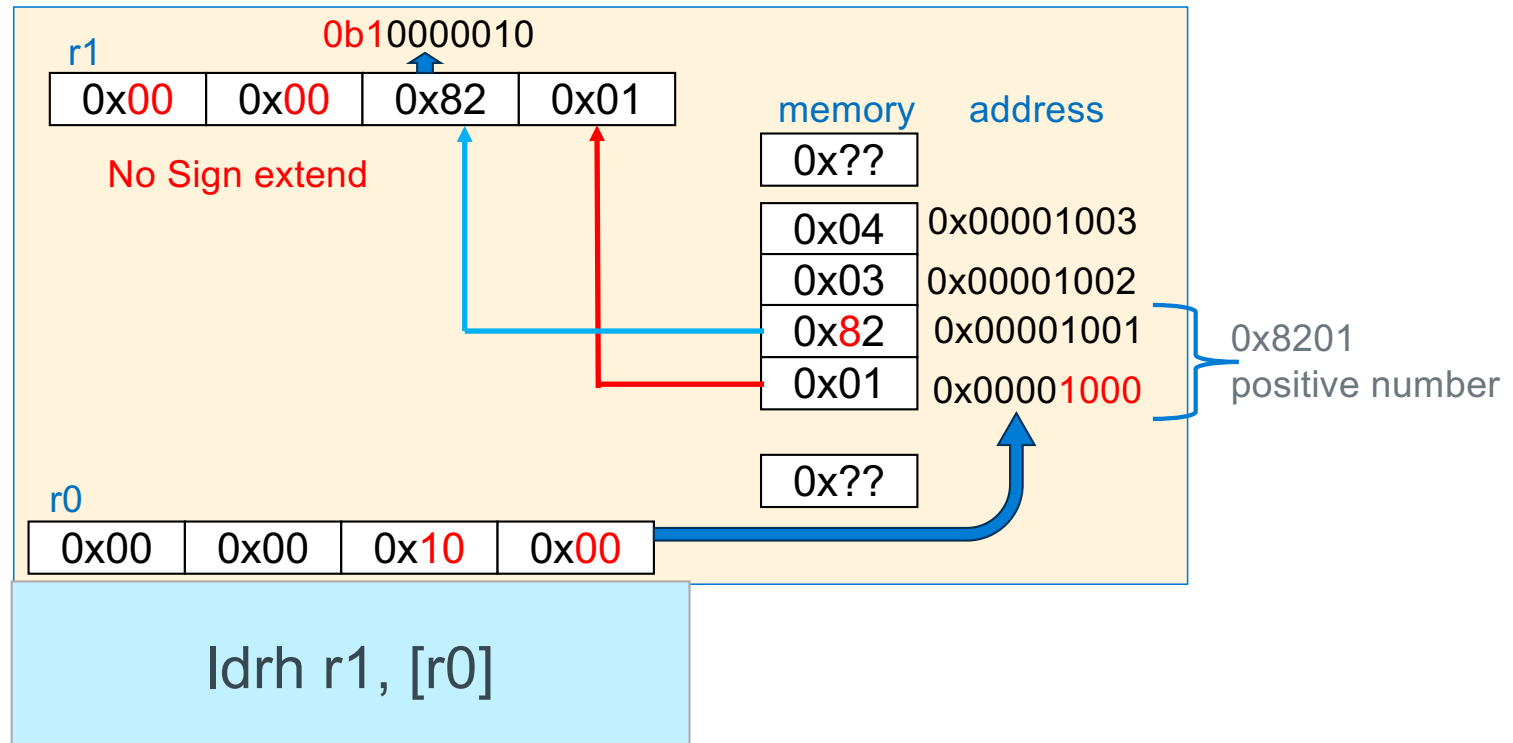 0b10000010
r1
0x00 0x00 0x82 0x01
No Sign extend
memory address
0x??
0x04 0x00001003
0x03 0x00001002
0x82 0x00001001
0x01 0x00001000
0x8201
positive number
0x??
r0
0x00 0x00 0x10 0x00
ldrh r1, [r0]